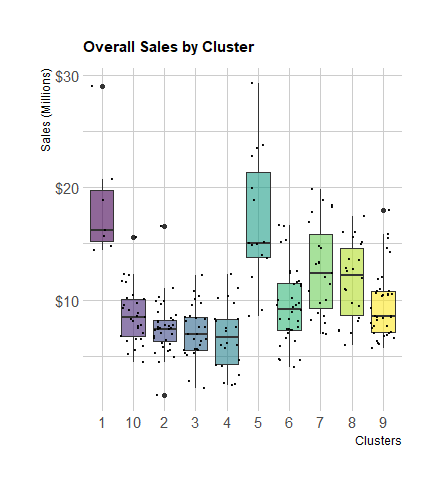 Overall Sales by Cluster
Sales (Millions)
$30
$20
$10
1 10 2 3 4 5 6 7 8 9
Clusters